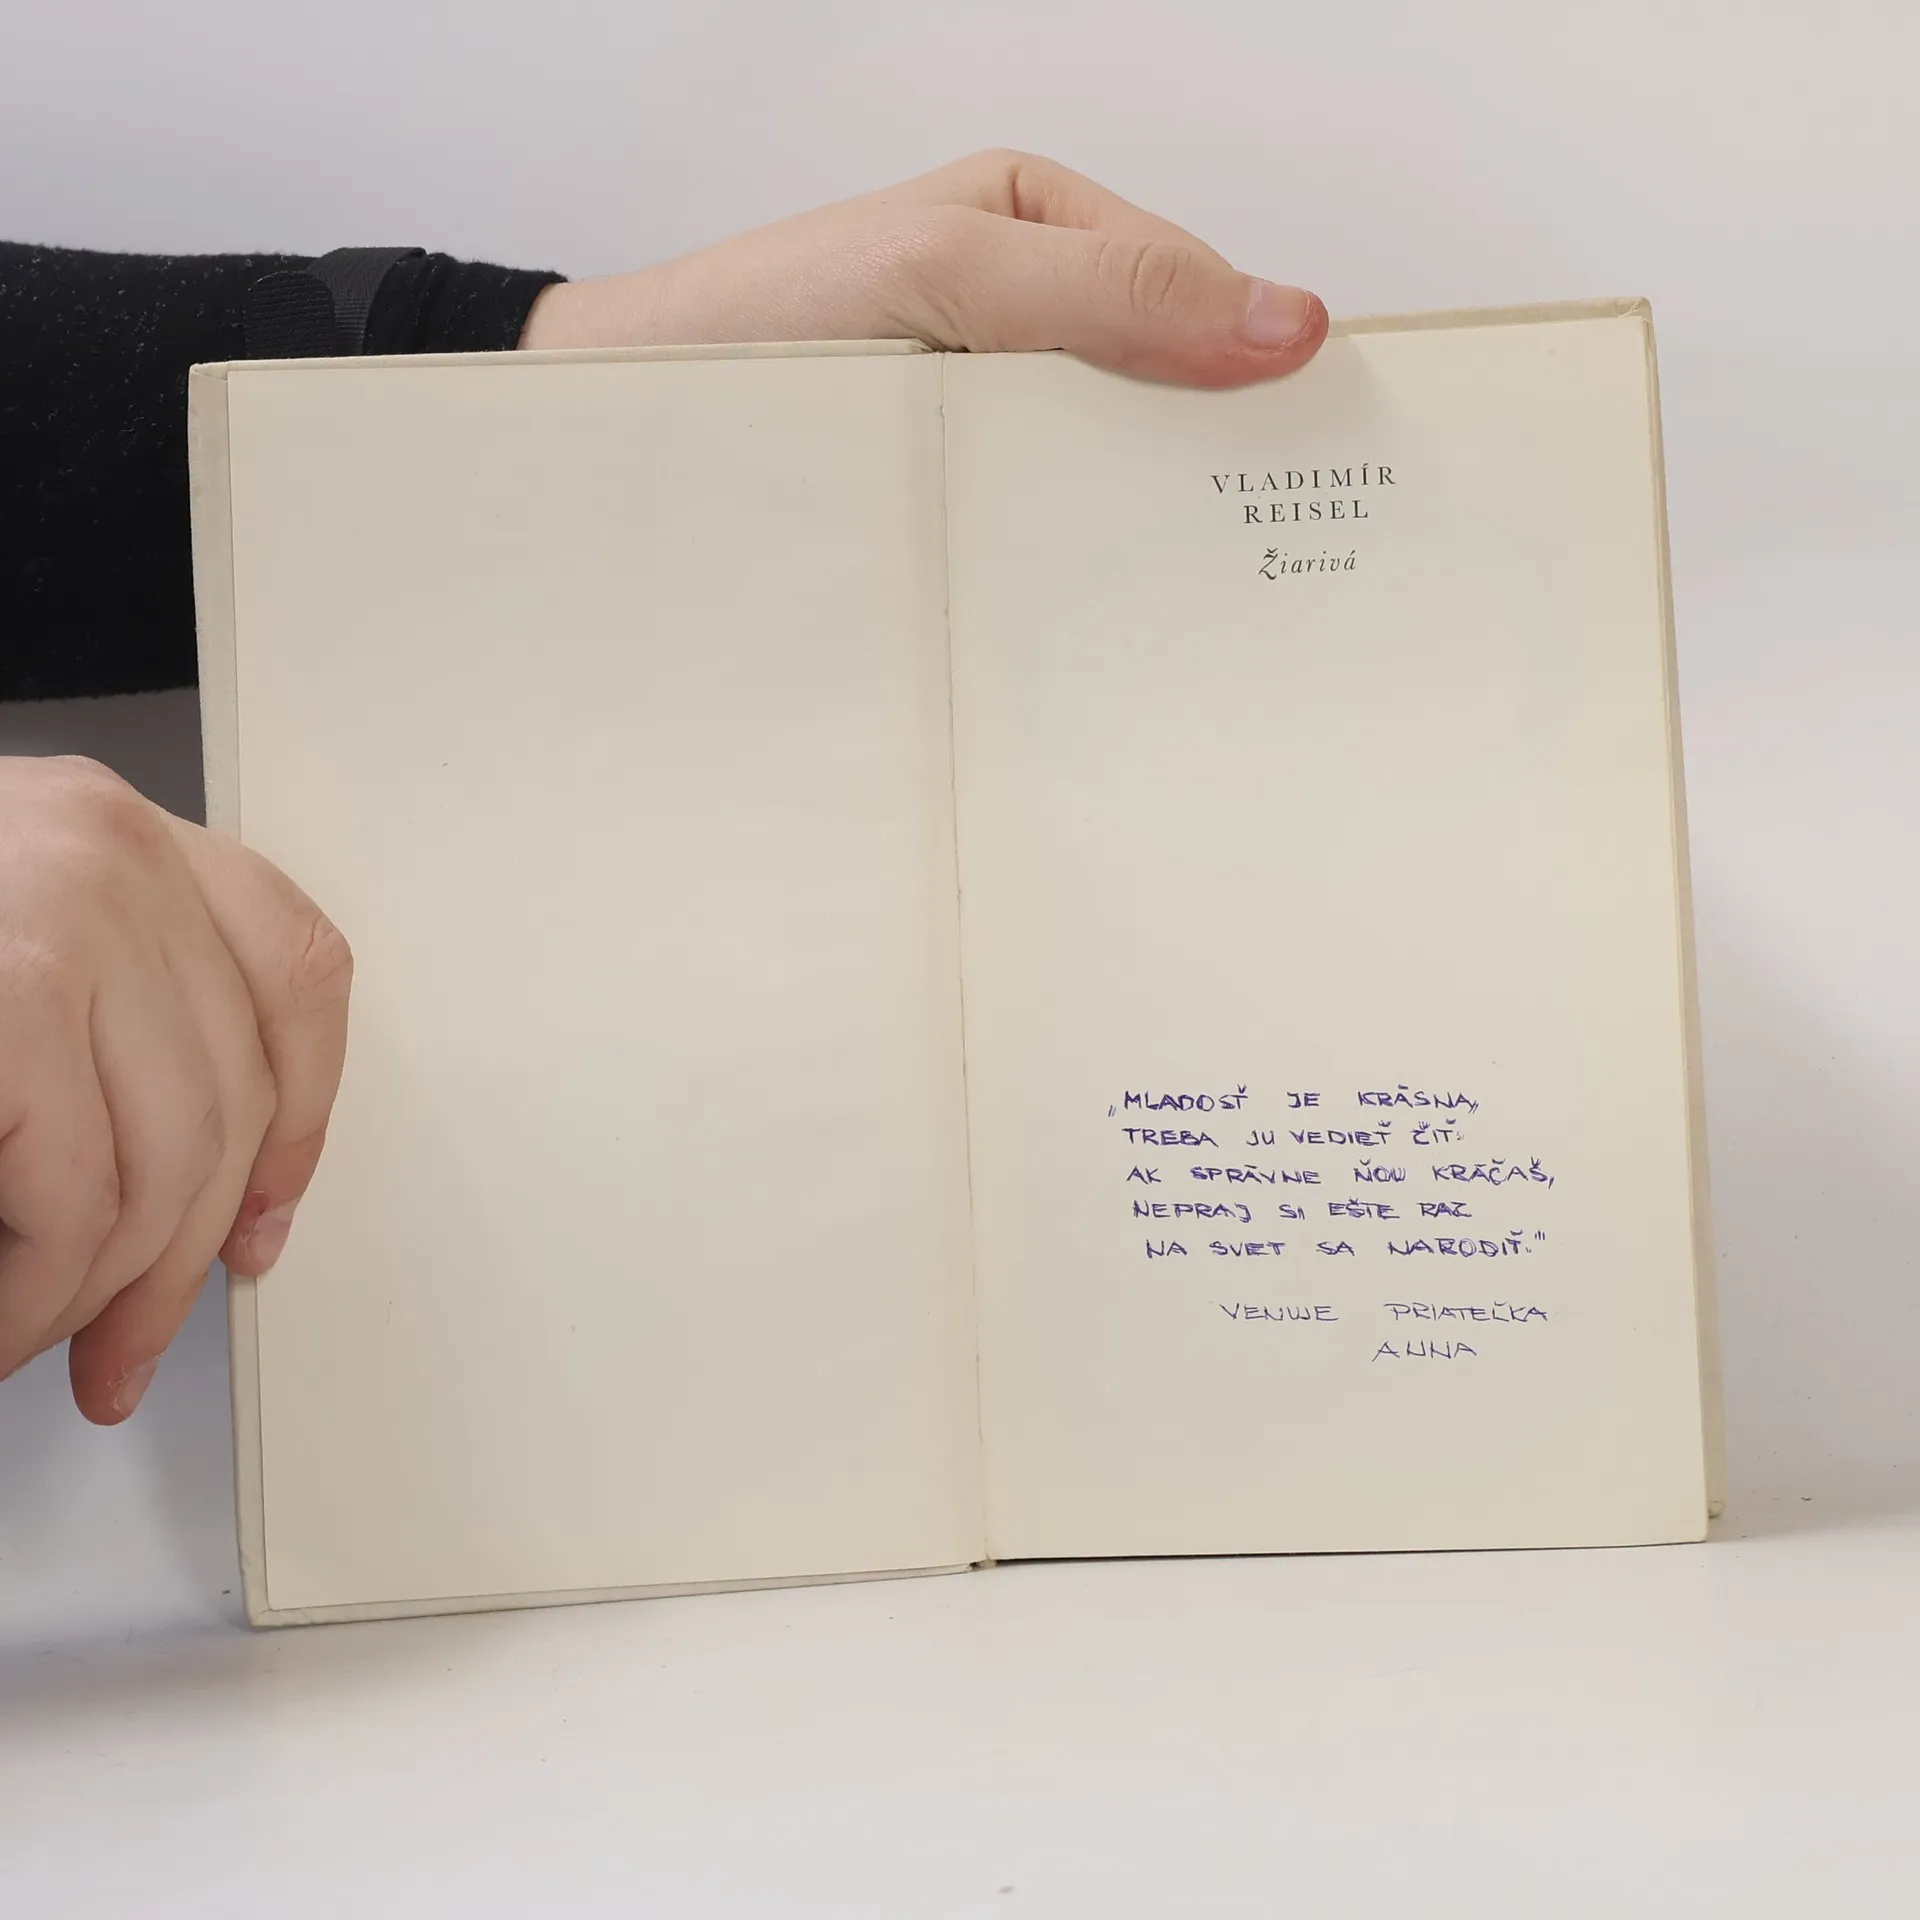 VLADIMÍR
REISEL
Žiarivá
„MLADOSŤ JE KRÁSNA,
TREBA JU VEDIEŤ ČÍŤ.
AK SPRÁVNE ŇOU KRÁČAŠ,
NEPRAJ SI EŠTE RAZ
NA SVET SA NARODIŤ."
VENUJE PRIATEĽKA
ANNA